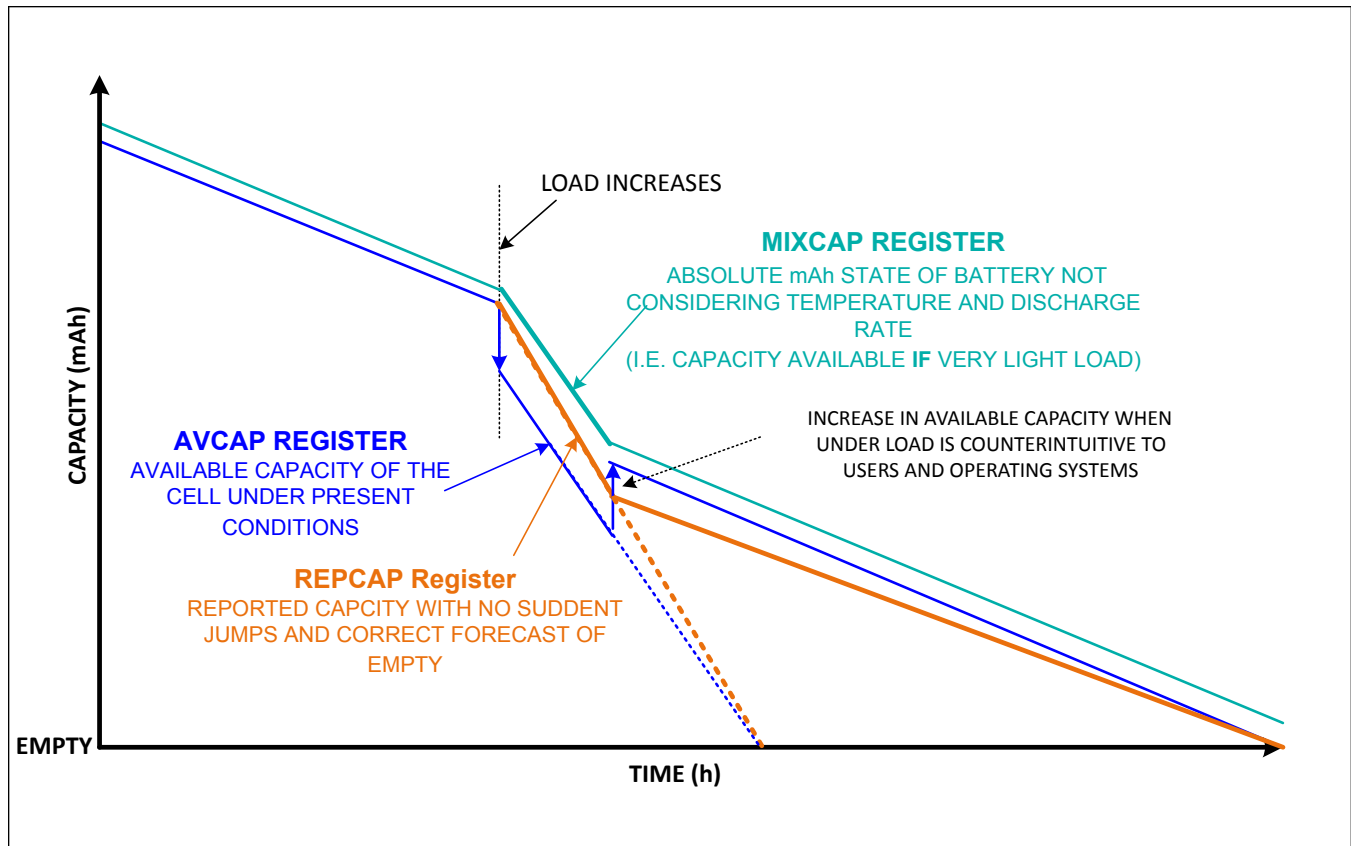 LOAD INCREASES
MIXCAP REGISTER
ABSOLUTE mAh STATE OF BATTERY NOT
CONSIDERING TEMPERATURE AND DISCHARGE
RATE
(I.E. CAPACITY AVAILABLE IF VERY LIGHT LOAD)
CAPACITY (mAh)
INCREASE IN AVAILABLE CAPACITY WHEN
UNDER LOAD IS COUNTERINTUITIVE TO
USERS AND OPERATING SYSTEMS
AVCAP REGISTER
AVAILABLE CAPACITY OF THE
CELL UNDER PRESENT
CONDITIONS
REPCAP Register
REPORTED CAPCITY WITH NO SUDDENT
JUMPS AND CORRECT FORECAST OF
EMPTY
EMPTY
TIME (h)